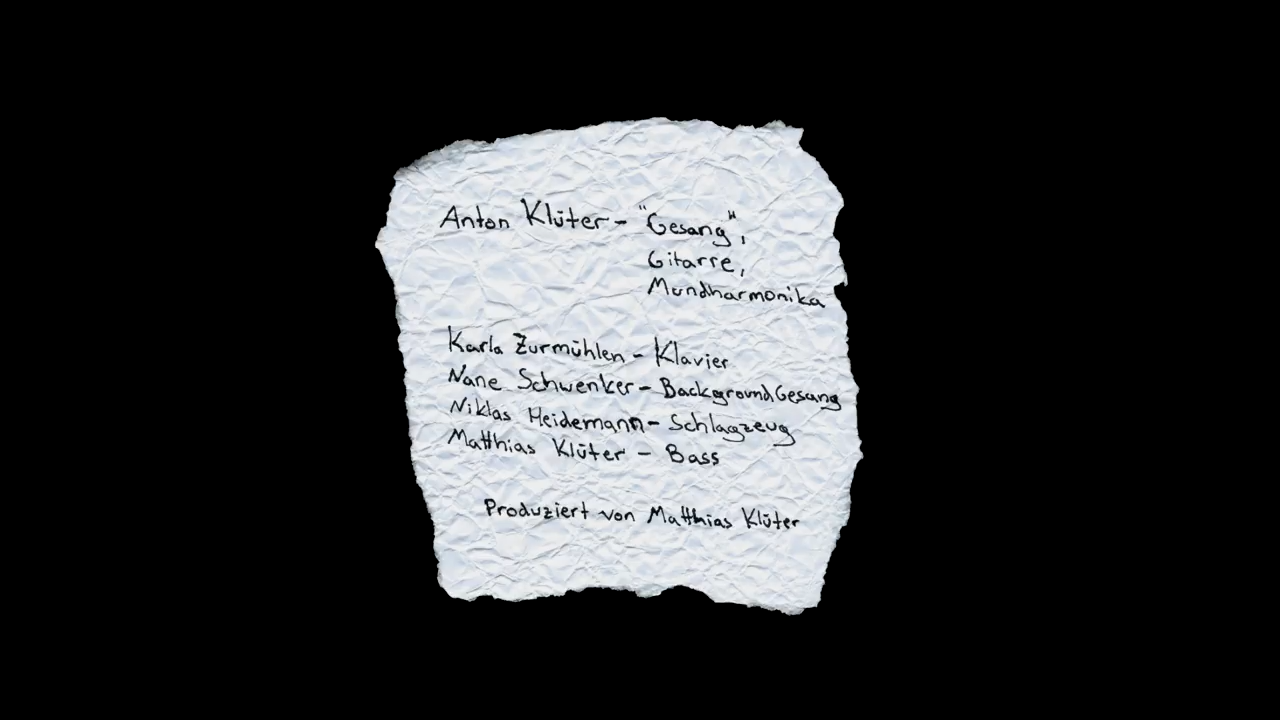 Anton Klüter - "Gesang",
Gitarre,
Mundharmonika
Karla Zurmühlen - Klavier
Nane Schwenker - Background Gesang
Niklas Heidemann - Schlagzeug
Matthias Klüter - Bass
Produziert von Matthias Klüter